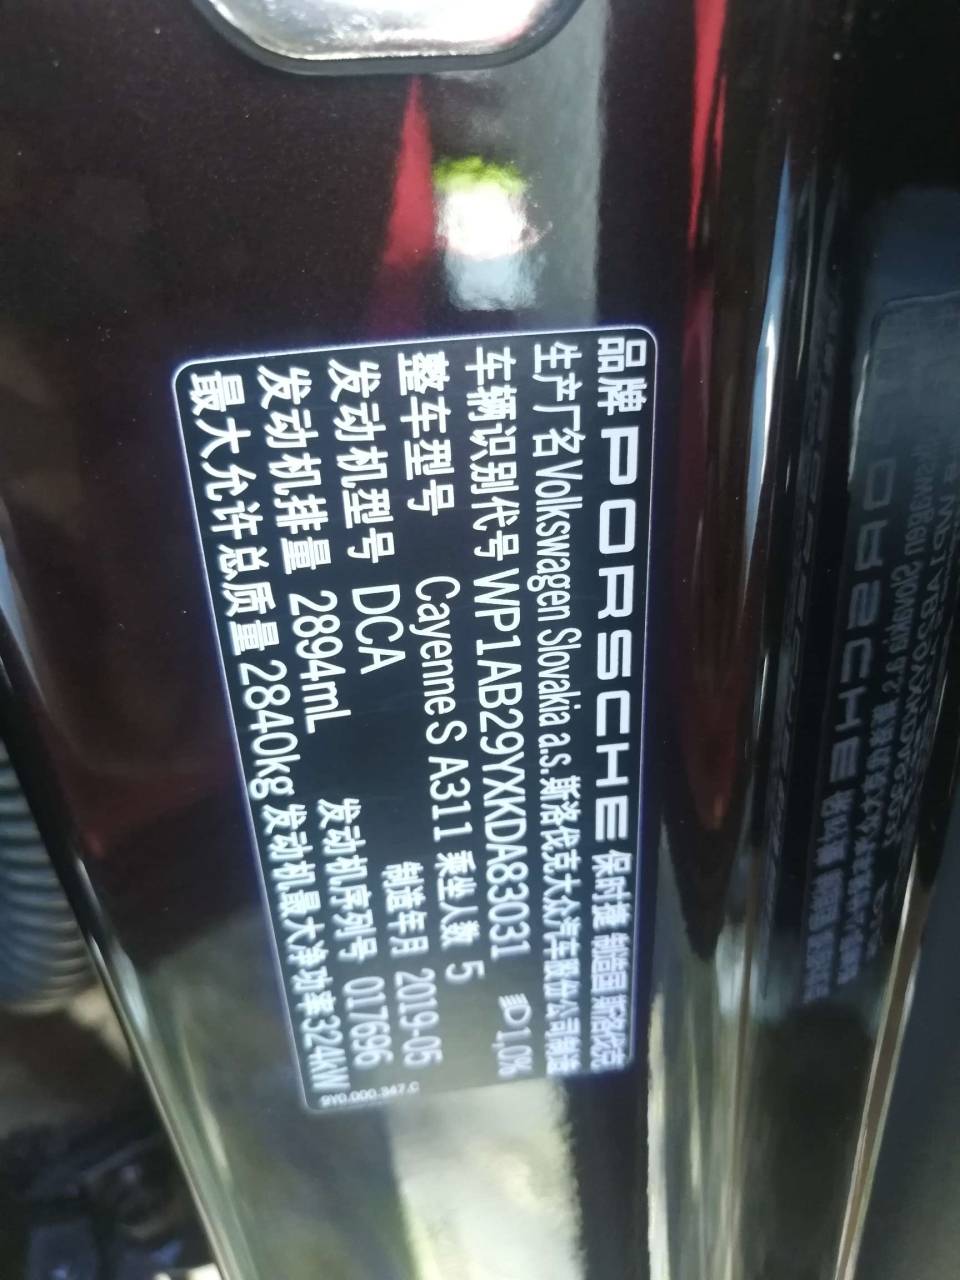 品牌 PORSCHE 保时捷 制造国 斯洛伐克
生产厂名 Volkswagen Slovakia a.s. 斯洛伐克大众汽车股份公司制造
车辆识别代号 WP1AB29YXKDA83031 1,0%
整车型号 Cayenne S A311 乘坐人数 5
发动机型号 DCA 制造年月 2019-05
发动机排量 2894mL 发动机序列号 017696
最大允许总质量 2840kg 发动机最大净功率 324kW
9Y0.000.347.C